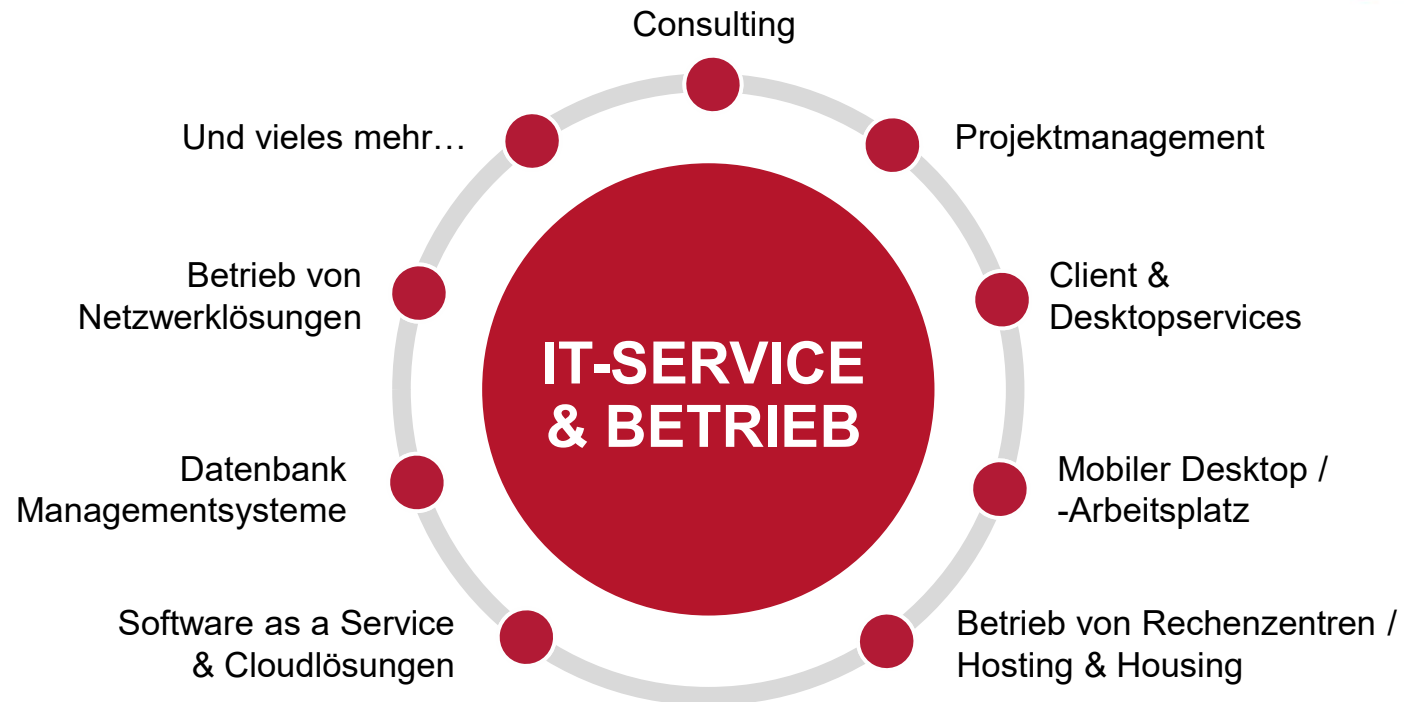 Consulting
Projektmanagement
Client &
Desktopservices
Mobiler Desktop /
-Arbeitsplatz
Betrieb von Rechenzentren /
Hosting & Housing
Software as a Service
& Cloudlösungen
Datenbank
Managementsysteme
Betrieb von
Netzwerklösungen
Und vieles mehr…
IT-SERVICE
& BETRIEB